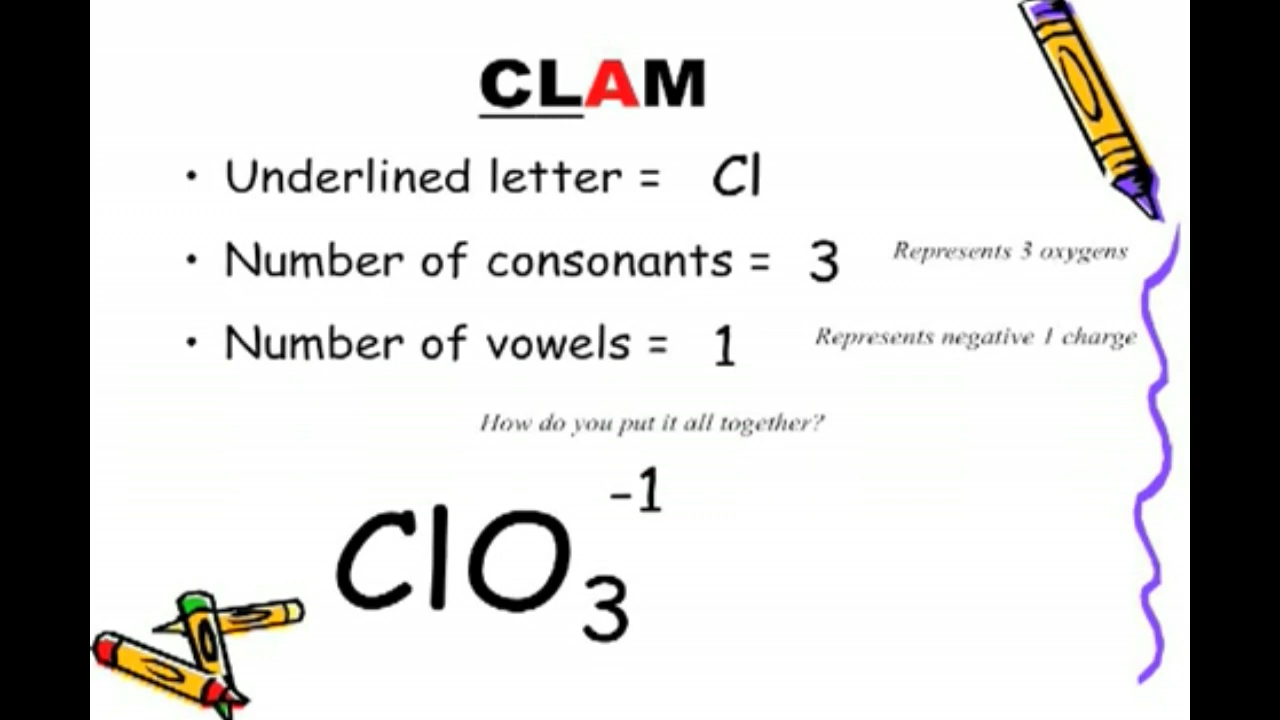 CLAM
• Underlined letter = Cl
• Number of consonants = 3 Represents 3 oxygens
• Number of vowels = 1 Represents negative 1 charge
How do you put it all together?
ClO₃⁻¹